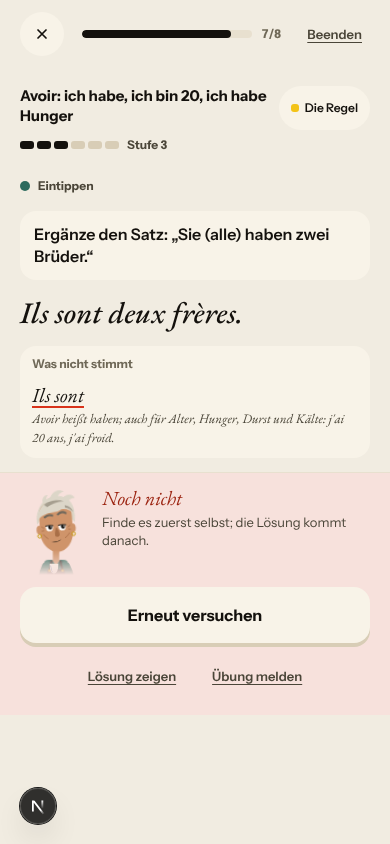 ✕
7/8
Beenden
Avoir: ich habe, ich bin 20, ich habe
Hunger
Die Regel
Stufe 3
Eintippen
Ergänze den Satz: „Sie (alle) haben zwei
Brüder.“
Ils sont deux frères.
Was nicht stimmt
Ils sont
Avoir heißt haben; auch für Alter, Hunger, Durst und Kälte: j'ai
20 ans, j'ai froid.
Noch nicht
Finde es zuerst selbst; die Lösung kommt
danach.
Erneut versuchen
Lösung zeigen
Übung melden
N